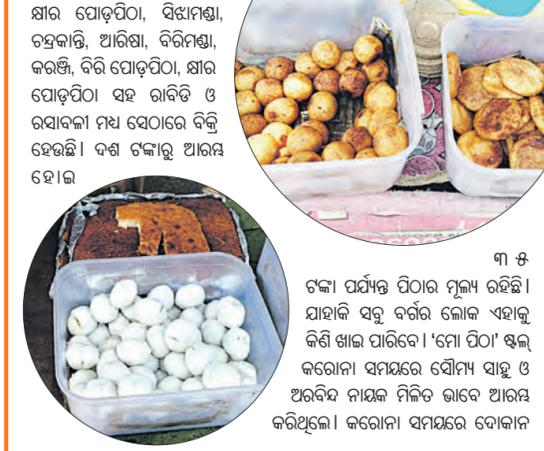 କ୍ଷୀର ପୋଡ଼ପିଠା, ସିଝାମଣ୍ଡା,
ଚନ୍ଦ୍ରକାନ୍ତି, ଆରିଷା, ବିରିମଣ୍ଡା,
କରଞ୍ଜି, ବିରି ପୋଡ଼ପିଠା, କ୍ଷୀର
ପୋଡ଼ପିଠା ସହ ରାବିଡି ଓ
ରସାବଳୀ ମଧ୍ୟ ସେଠାରେ ବିକ୍ରି
ହେଉଛି। ଦଶ ଟଙ୍କାରୁ ଆରମ୍ଭ
ହୋଇ
୩୫
ଟଙ୍କା ପର୍ଯ୍ୟନ୍ତ ପିଠାର ମୂଲ୍ୟ ରହିଛି।
ଯାହାକି ସବୁ ବର୍ଗର ଲୋକ ଏହାକୁ
କିଣି ଖାଇ ପାରିବେ। ‘ମୋ ପିଠା’ ଷ୍ଟଲ୍
କରୋନା ସମୟରେ ସୌମ୍ୟ ସାହୁ ଓ
ଅରବିନ୍ଦ ନାୟକ ମିଳିତ ଭାବେ ଆରମ୍ଭ
କରିଥିଲେ। କରୋନା ସମୟରେ ଦୋକାନ